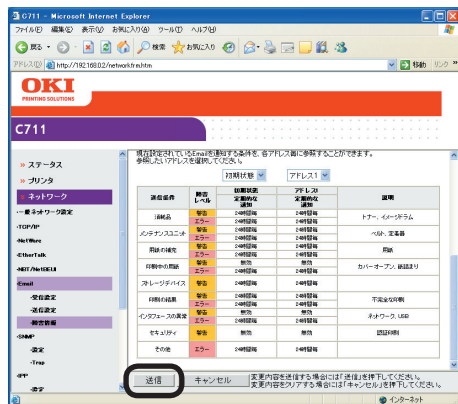 C711 - Microsoft Internet Explorer
ファイル(F) 編集(E) 表示(V) お気に入り(A) ツール(T) ヘルプ(H)
戻る 検索 お気に入り
アドレス(D) http://192.168.0.2/networkfrm.htm 移動 リンク »
OKI
PRINTING SOLUTIONS
C711
» ステータス
» プリンタ
ネットワーク
一般ネットワーク設定
・TCP/IP
・NetWare
・EtherTalk
・NBT/NetBEUI
・Email
・受信設定
・送信設定
・障害情報
・SNMP
・設定
・Trap
・IPP
・設定
現在設定されているEmailを通知する条件を、各アドレス毎に参照することができます。
参照したいアドレスを選択してください。
初期状態 アドレス1
送信条件 障害レベル 初期状態 定期的な通知 アドレス1 定期的な通知 説明
消耗品 警告 24時間毎 24時間毎 トナー、イメージドラム
エラー 24時間毎 24時間毎
メンテナンスユニット 警告 24時間毎 24時間毎 ベルト、定着器
エラー 24時間毎 24時間毎
用紙の補充 警告 24時間毎 24時間毎 用紙
エラー 24時間毎 24時間毎
印刷中の用紙 警告 無効 無効 カバーオープン、紙詰まり
エラー 24時間毎 24時間毎
ストレージデバイス 警告 24時間毎 24時間毎
印刷の結果 警告 24時間毎 24時間毎 不完全な印刷
エラー 24時間毎 24時間毎
インタフェースの異常 警告 無効 無効 ネットワーク, USB
エラー 24時間毎 24時間毎
セキュリティ 警告 無効 無効 認証印刷
その他 エラー 24時間毎 24時間毎
送信 キャンセル 変更内容を送信する場合には「送信」を押下してください。
変更内容をクリアする場合には「キャンセル」を押下してください。
インターネット